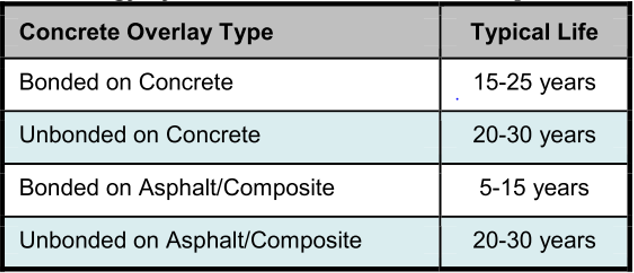 Concrete Overlay Type Typical Life
Bonded on Concrete 15-25 years
Unbonded on Concrete 20-30 years
Bonded on Asphalt/Composite 5-15 years
Unbonded on Asphalt/Composite 20-30 years